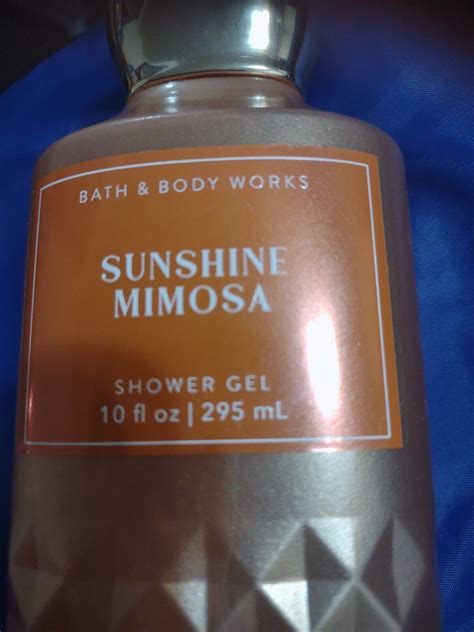 BATH & BODY WORKS
SUNSHINE
MIMOSA
SHOWER GEL
10 fl oz | 295 mL